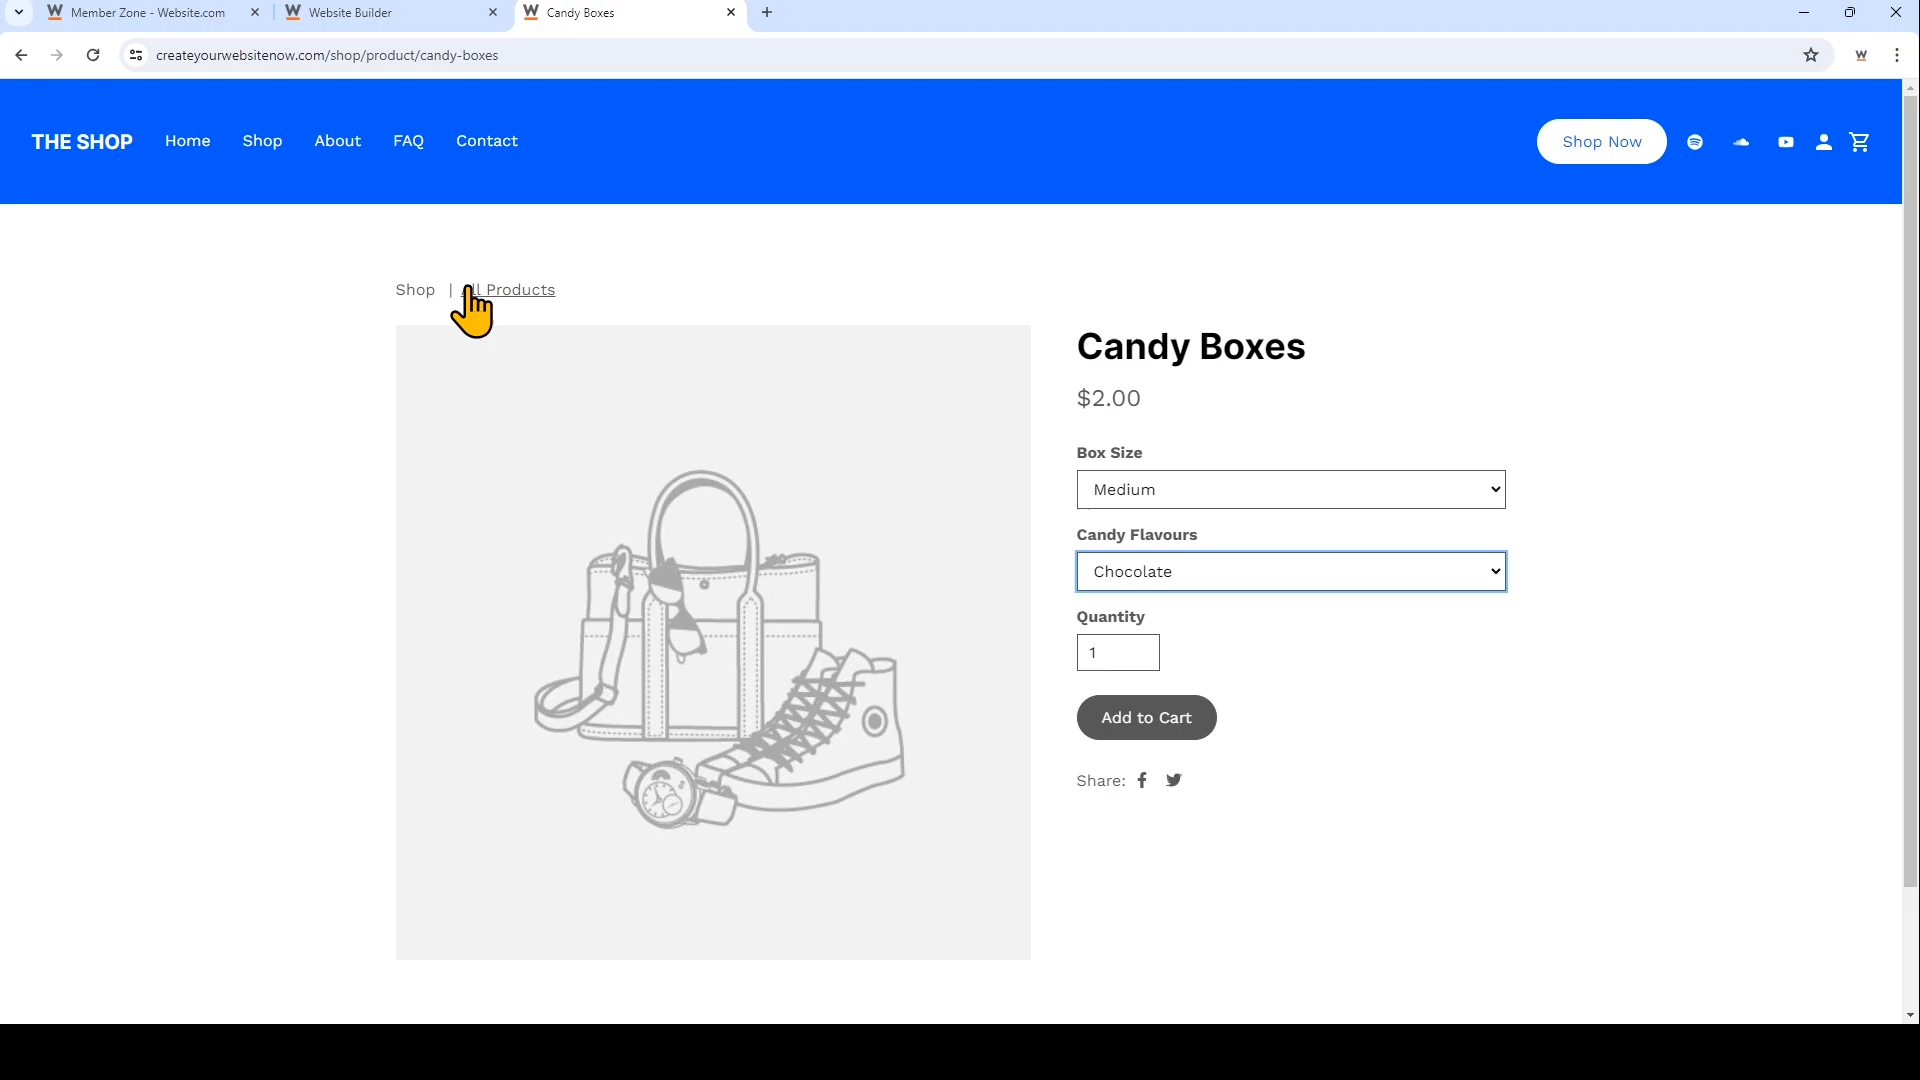 Member Zone - Website.com
Website Builder
Candy Boxes
createyourwebsitenow.com/shop/product/candy-boxes
THE SHOP
Home
Shop
About
FAQ
Contact
Shop Now
Shop | All Products
Candy Boxes
$2.00
Box Size
Medium
Candy Flavours
Chocolate
Quantity
1
Add to Cart
Share: